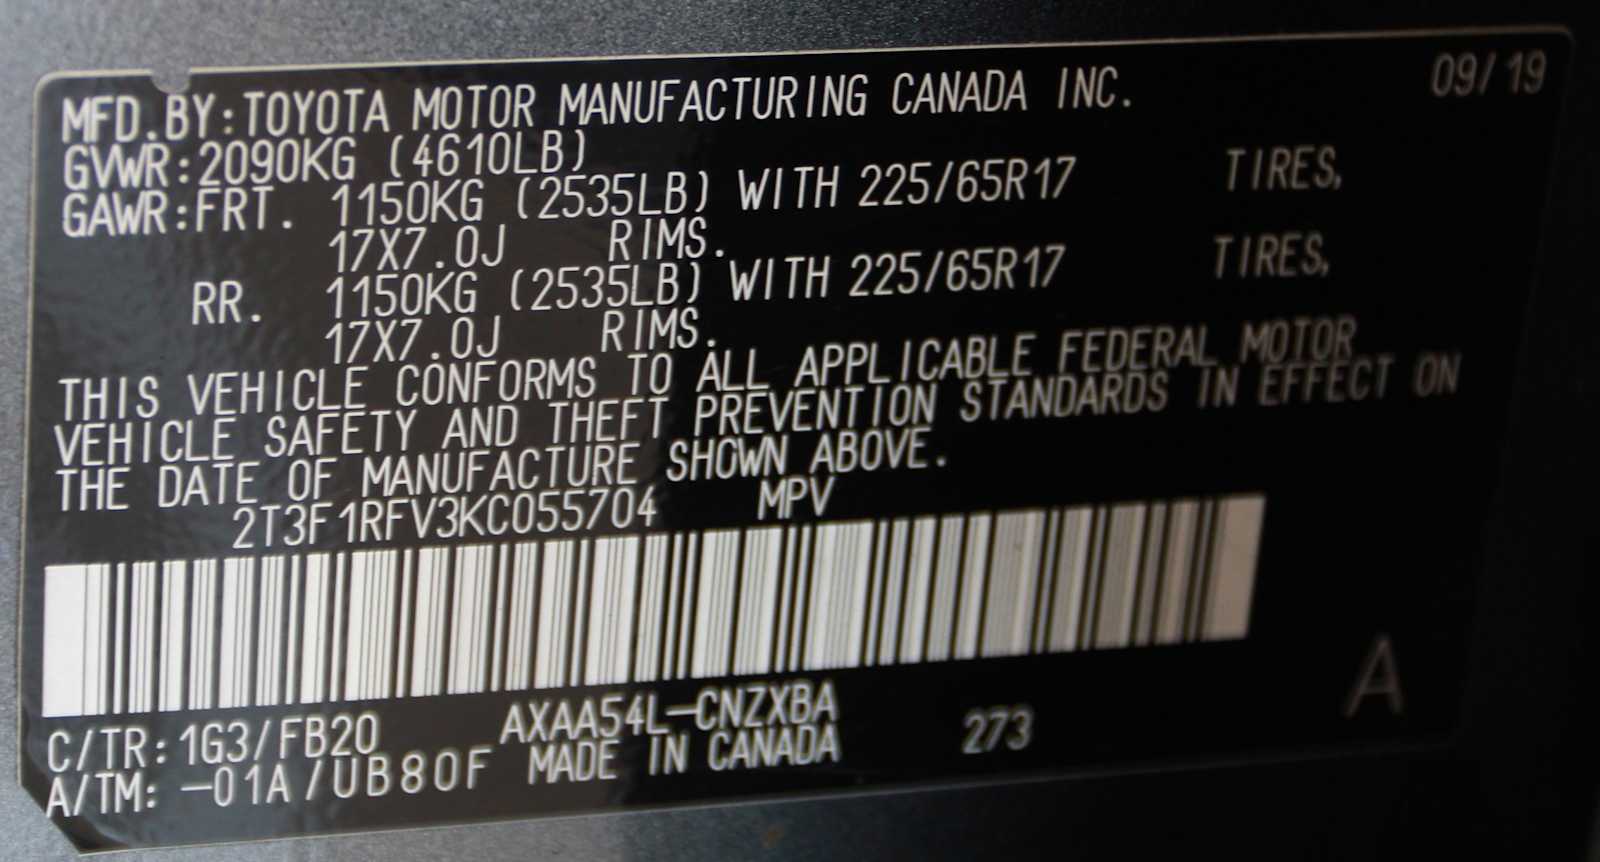 09/19
MFD.BY:TOYOTA MOTOR MANUFACTURING CANADA INC.
GVWR:2090KG (4610LB)
GAWR:FRT. 1150KG (2535LB) WITH 225/65R17 TIRES,
17X7.0J RIMS.
RR. 1150KG (2535LB) WITH 225/65R17 TIRES,
17X7.0J RIMS.
THIS VEHICLE CONFORMS TO ALL APPLICABLE FEDERAL MOTOR
VEHICLE SAFETY AND THEFT PREVENTION STANDARDS IN EFFECT ON
THE DATE OF MANUFACTURE SHOWN ABOVE.
2T3F1RFV3KC055704 MPV
C/TR:1G3/FB20 AXAA54L-CNZXBA 273 A
A/TM:-01A/UB80F MADE IN CANADA